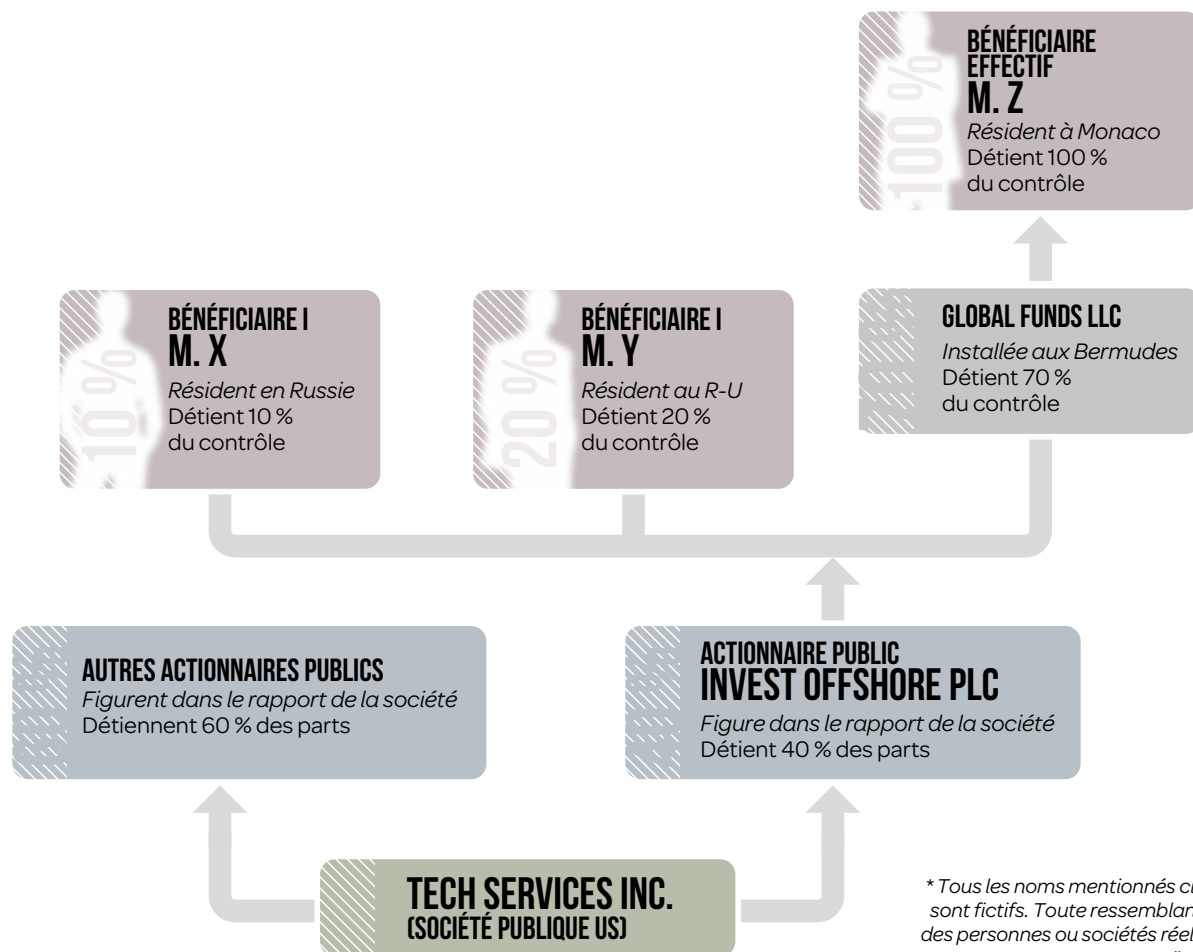 BÉNÉFICIAIRE
EFFECTIF
M. Z
Résident à Monaco
Détient 100 %
du contrôle
100 %
BÉNÉFICIAIRE I
M. X
Résident en Russie
Détient 10 %
du contrôle
10 %
BÉNÉFICIAIRE I
M. Y
Résident au R-U
Détient 20 %
du contrôle
20 %
GLOBAL FUNDS LLC
Installée aux Bermudes
Détient 70 %
du contrôle
AUTRES ACTIONNAIRES PUBLICS
Figurent dans le rapport de la société
Détiennent 60 % des parts
ACTIONNAIRE PUBLIC
INVEST OFFSHORE PLC
Figure dans le rapport de la société
Détient 40 % des parts
TECH SERVICES INC.
(SOCIÉTÉ PUBLIQUE US)
* Tous les noms mentionnés
sont fictifs. Toute
des personnes ou sociétés